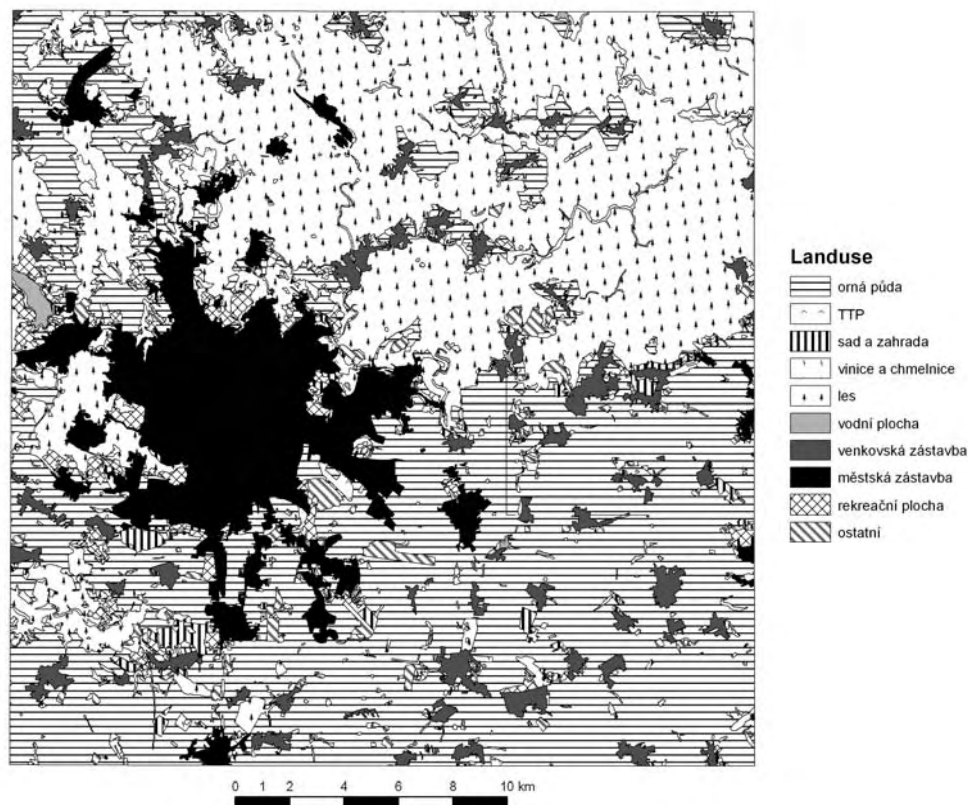 Landuse
orná půda
TTP
sad a zahrada
vinice a chmelnice
les
vodní plocha
venkovská zástavba
městská zástavba
rekreační plocha
ostatní
0 1 2 4 6 8 10 km